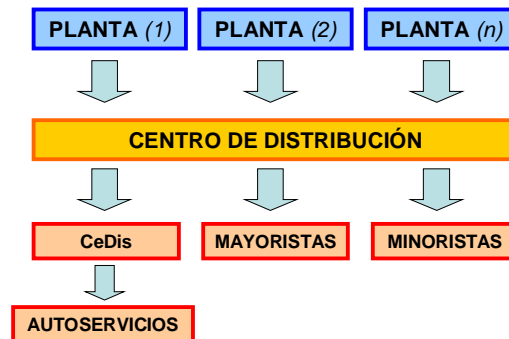 PLANTA (1)
PLANTA (2)
PLANTA (n)
CENTRO DE DISTRIBUCIÓN
CeDis
MAYORISTAS
MINORISTAS
AUTOSERVICIOS